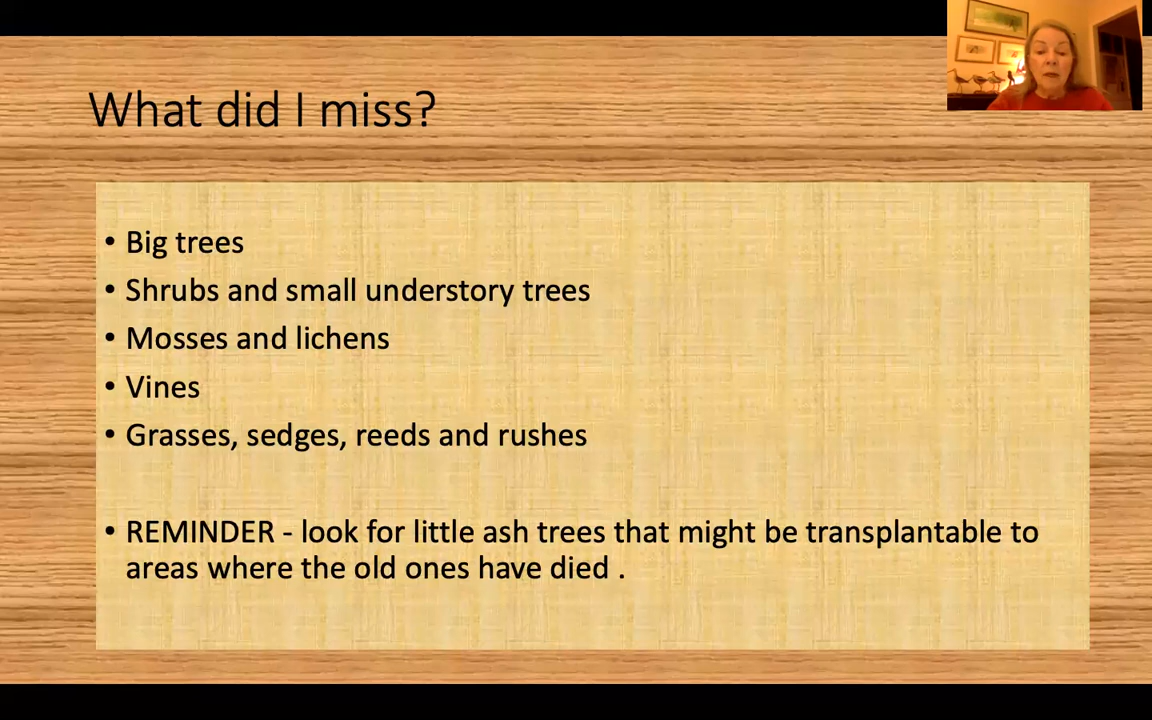 What did I miss?
• Big trees
• Shrubs and small understory trees
• Mosses and lichens
• Vines
• Grasses, sedges, reeds and rushes
• REMINDER - look for little ash trees that might be transplantable to
areas where the old ones have died .